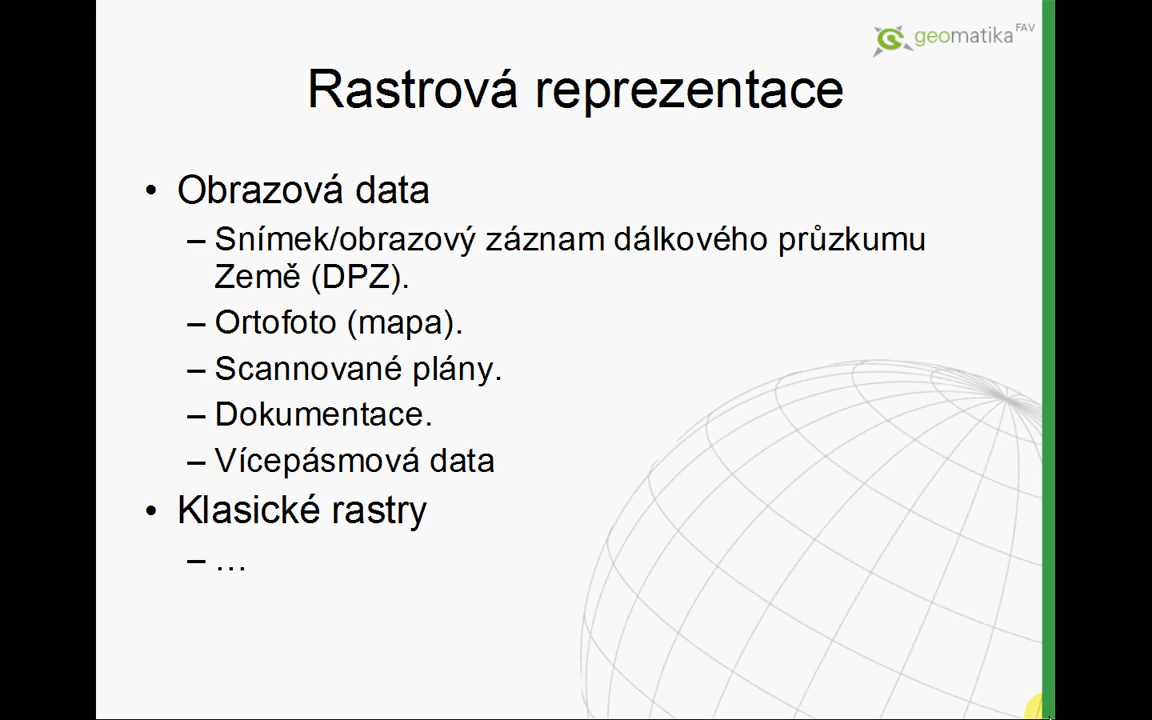 geomatika FAV
Rastrová reprezentace
• Obrazová data
– Snímek/obrazový záznam dálkového průzkumu
Země (DPZ).
– Ortofoto (mapa).
– Scannované plány.
– Dokumentace.
– Vícepásmová data
• Klasické rastry
– …